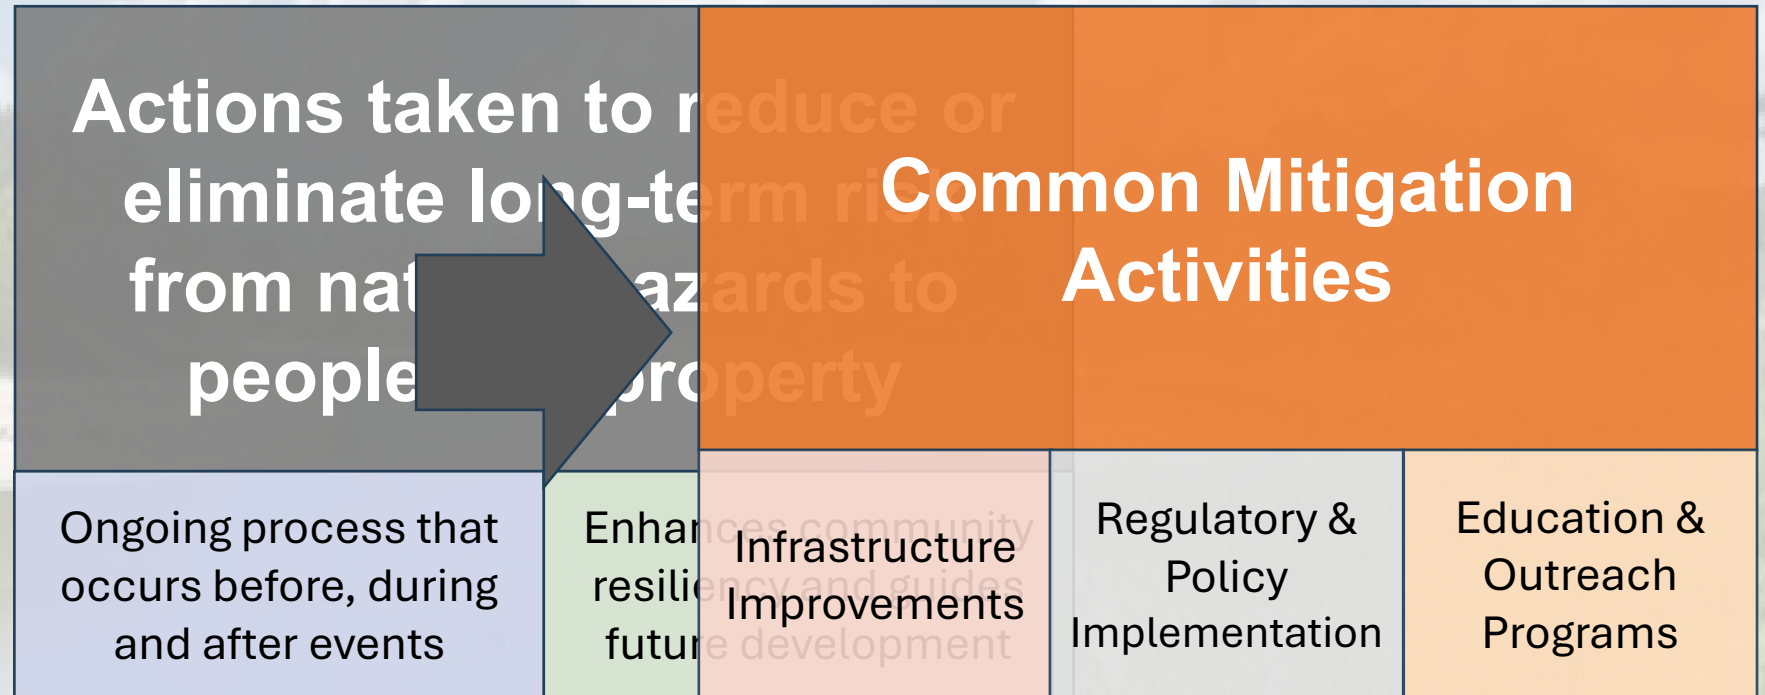 Actions taken to reduce or
eliminate long-term risk
from nat azards to
people property
Common Mitigation
Activities
Ongoing process that
occurs before, during
and after events
Enhances community
resiliency and guides
future development
Infrastructure
Improvements
Regulatory &
Policy
Implementation
Education &
Outreach
Programs